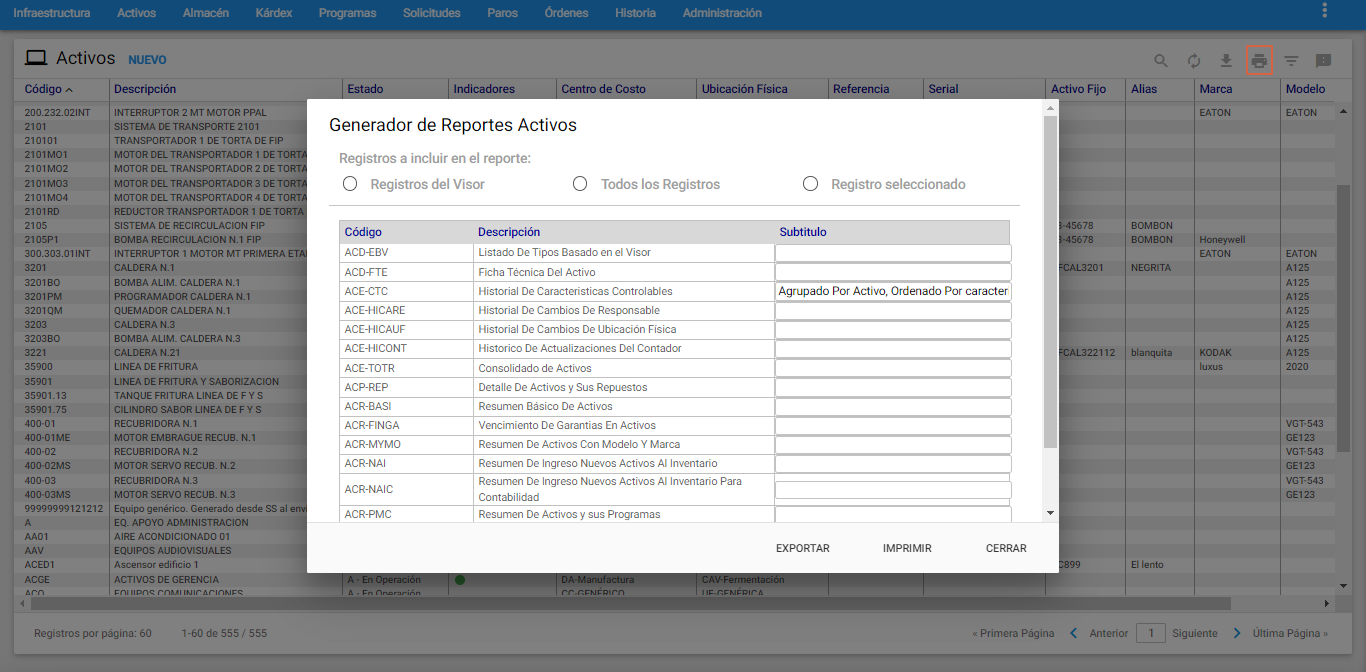 Infraestructura Activos Almacén Kárdex Programas Solicitudes Paros Órdenes Historia Administración
Activos NUEVO
Código Descripción Estado Indicadores Centro de Costo Ubicación Física Referencia Serial Activo Fijo Alias Marca Modelo
200.232.02INT INTERRUPTOR 2 MT MOTOR PPAL EATON EATON
2101 SISTEMA DE TRANSPORTE 2101
210101 TRANSPORTADOR 1 DE TORTA DE FIP
2101MO1 MOTOR DEL TRANSPORTADOR 1 DE TORTA
2101MO2 MOTOR DEL TRANSPORTADOR 2 DE TORTA
2101MO3 MOTOR DEL TRANSPORTADOR 3 DE TORTA
2101MO4 MOTOR DEL TRANSPORTADOR 4 DE TORTA
2101RD REDUCTOR TRANSPORTADOR 1 DE TORTA
2105 SISTEMA DE RECIRCULACION FIP -45678 BOMBON
2105P1 BOMBA RECIRCULACION N.1 FIP -45678 BOMBON Honeywell
300.303.01INT INTERRUPTOR 1 MOTOR MT PRIMERA ETA EATON EATON
3201 CALDERA N.1 FCAL3201 NEGRITA A125
3201BO BOMBA ALIM. CALDERA N.1 A125
3201PM PROGRAMADOR CALDERA N.1 A125
3201QM QUEMADOR CALDERA N.1 A125
3203 CALDERA N.3 A125
3203BO BOMBA ALIM. CALDERA N.3 A125
3221 CALDERA N.21 FCAL322112 blanquita KODAK A125
35900 LINEA DE FRITURA luxus 2020
35901 LINEA DE FRITURA Y SABORIZACION
35901.13 TANQUE FRITURA LINEA DE F Y S
35901.75 CILINDRO SABOR LINEA DE F Y S
400-01 RECUBRIDORA N.1 VGT-543
400-01ME MOTOR EMBRAGUE RECUB. N.1 GE123
400-02 RECUBRIDORA N.2 VGT-543
400-02MS MOTOR SERVO RECUB. N.2 GE123
400-03 RECUBRIDORA N.3 VGT-543
400-03MS MOTOR SERVO RECUB. N.3 GE123
99999999121212 Equipo genérico. Generado desde SS al envi
A EQ. APOYO ADMINISTRACION
AA01 AIRE ACONDICIONADO 01
AAV EQUIPOS AUDIOVISUALES
ACED1 Ascensor edificio 1 C899 El lento
ACGE ACTIVOS DE GERENCIA A - En Operación DA-Manufactura CAV-Fermentación
ACO EQUIPOS COMUNICACIONES A - En Operación CC-GENÉRICO UF-GENÉRICA
Registros por página: 60 1-60 de 555 / 555 « Primera Página Anterior 1 Siguiente Última Página »
Generador de Reportes Activos
Registros a incluir en el reporte:
Registros del Visor Todos los Registros Registro seleccionado
Código Descripción Subtitulo
ACD-EBV Listado De Tipos Basado en el Visor
ACD-FTE Ficha Técnica Del Activo
ACE-CTC Historial De Caracteristicas Controlables Agrupado Por Activo, Ordenado Por caracter
ACE-HICARE Historial De Cambios De Responsable
ACE-HICAUF Historial De Cambios De Ubicación Física
ACE-HICONT Historico De Actualizaciones Del Contador
ACE-TOTR Consolidado de Activos
ACP-REP Detalle De Activos y Sus Repuestos
ACR-BASI Resumen Básico De Activos
ACR-FINGA Vencimiento De Garantias En Activos
ACR-MYMO Resumen De Activos Con Modelo Y Marca
ACR-NAI Resumen De Ingreso Nuevos Activos Al Inventario
ACR-NAIC Resumen De Ingreso Nuevos Activos Al Inventario Para
Contabilidad
ACR-PMC Resumen De Activos y sus Programas
EXPORTAR IMPRIMIR CERRAR